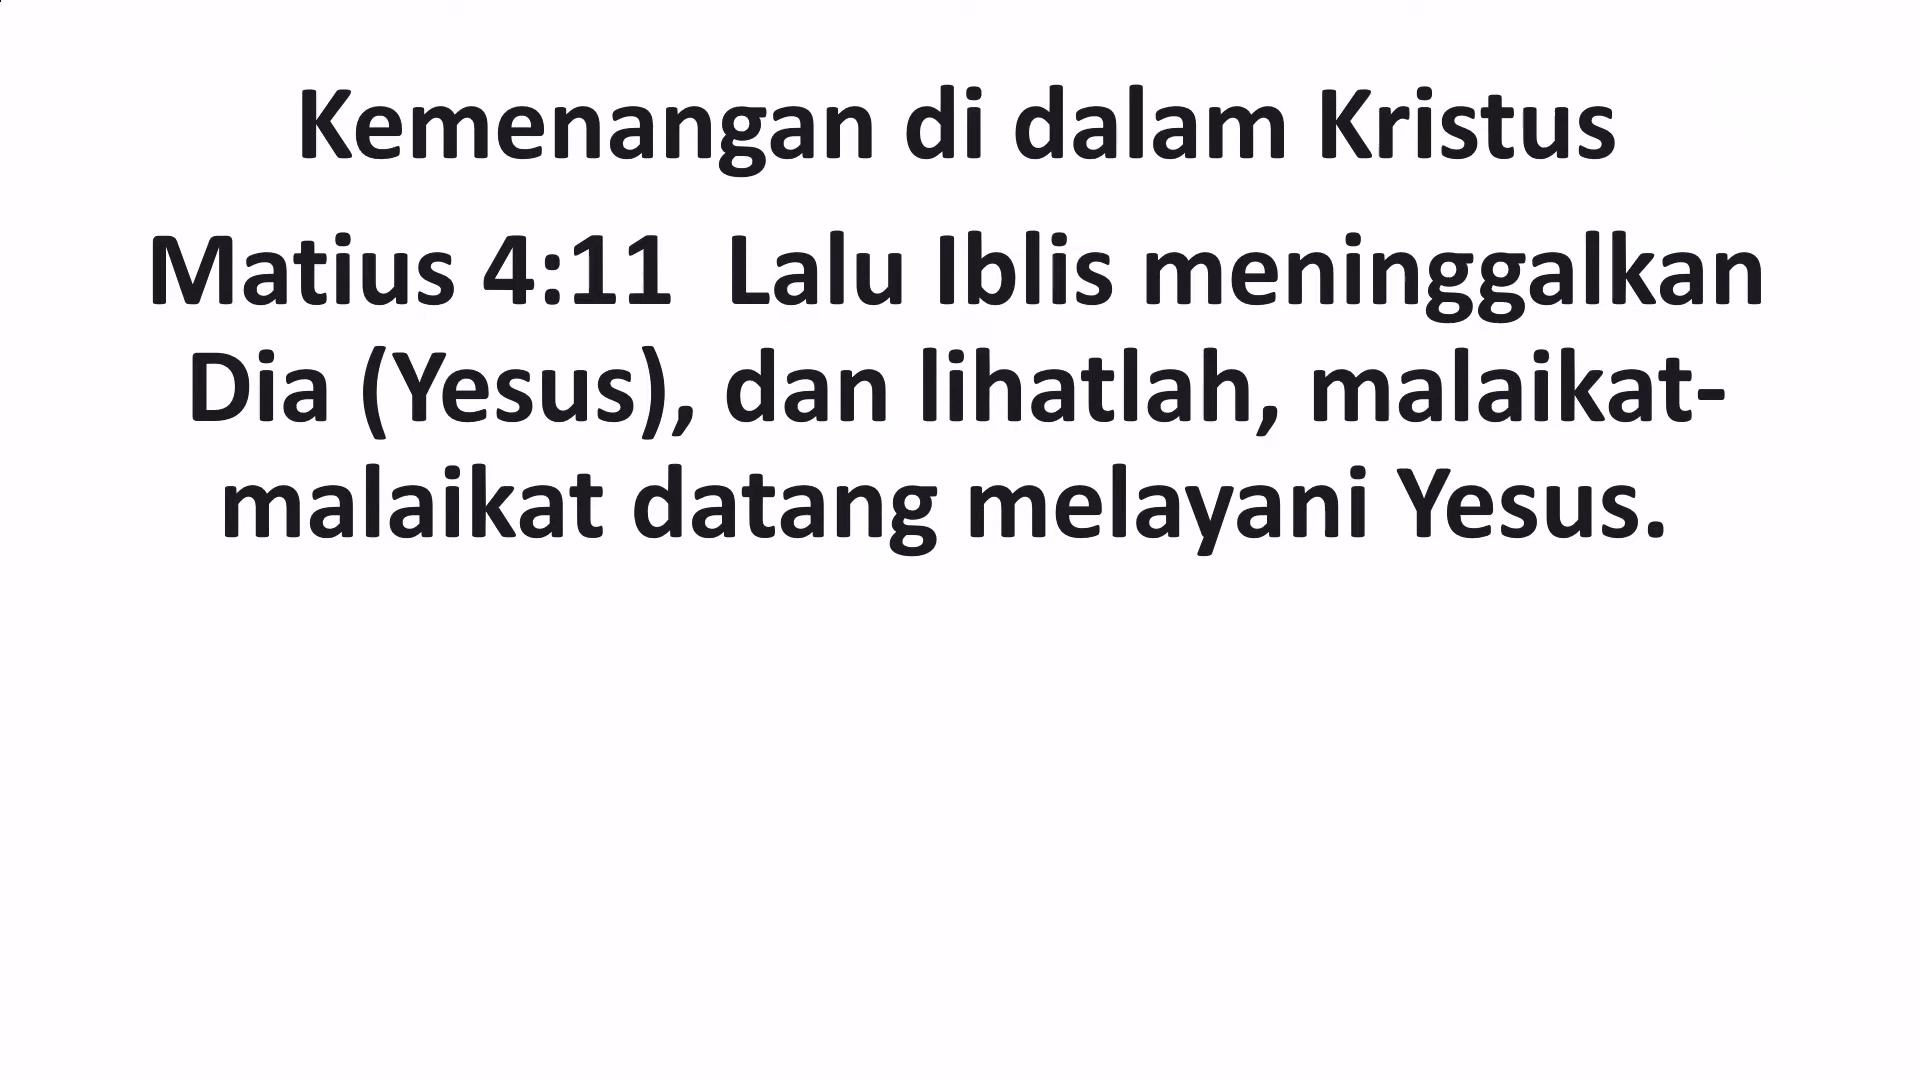 Kemenangan di dalam Kristus
Matius 4:11  Lalu Iblis meninggalkan
Dia (Yesus), dan lihatlah, malaikat-
malaikat datang melayani Yesus.